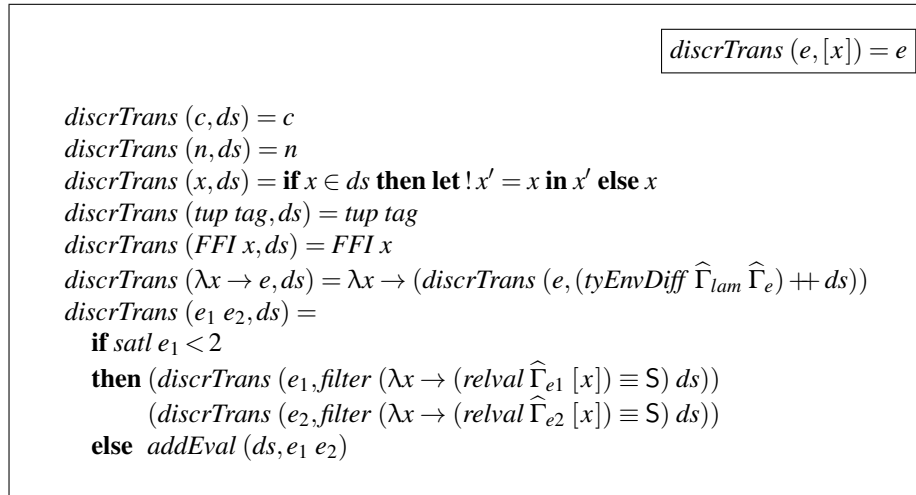 discrTrans (e, [x]) = e
discrTrans (c, ds) = c
discrTrans (n, ds) = n
discrTrans (x, ds) = if x ∈ ds then let ! x′ = x in x′ else x
discrTrans (tup tag, ds) = tup tag
discrTrans (FFI x, ds) = FFI x
discrTrans (λx → e, ds) = λx → (discrTrans (e, (tyEnvDiff Γ̂_lam Γ̂_e) ++ ds))
discrTrans (e₁ e₂, ds) =
if satl e₁ < 2
then (discrTrans (e₁, filter (λx → (relval Γ̂_e1 [x]) ≡ S) ds))
(discrTrans (e₂, filter (λx → (relval Γ̂_e2 [x]) ≡ S) ds))
else addEval (ds, e₁ e₂)